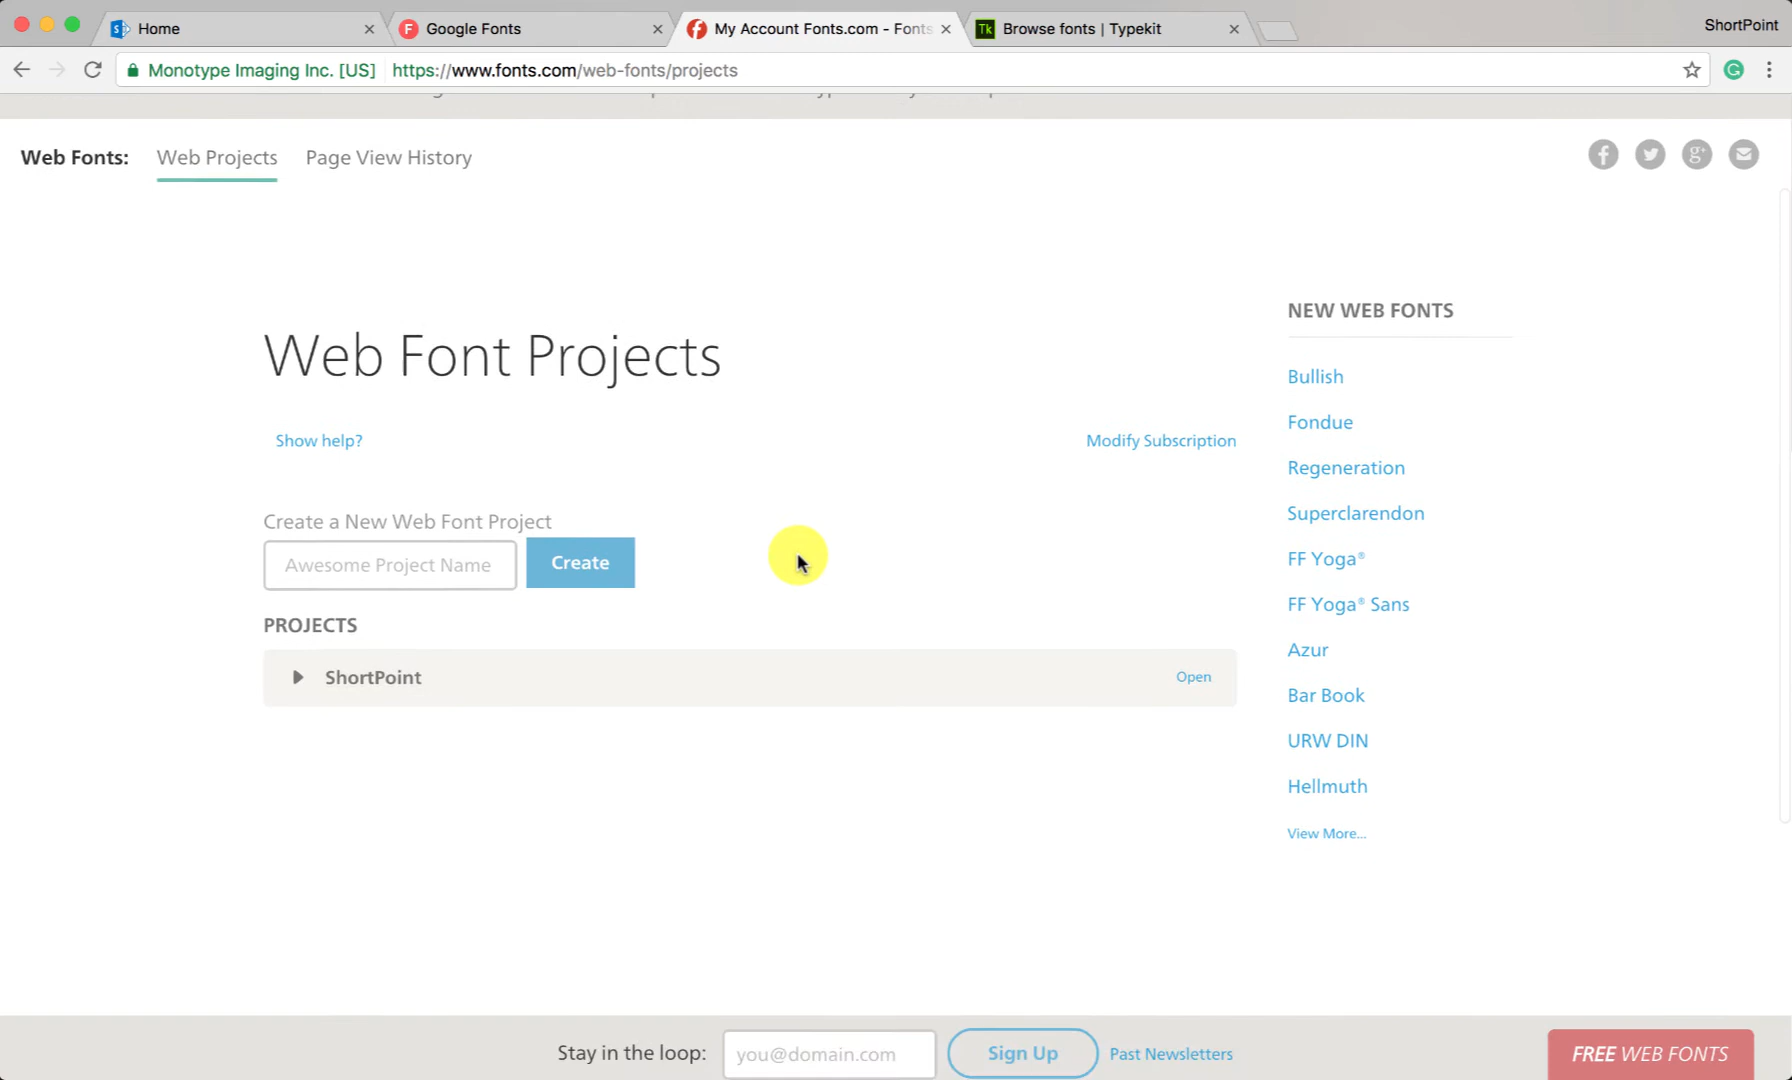 Home
Google Fonts
My Account Fonts.com - Fonts
Browse fonts | Typekit
ShortPoint
Monotype Imaging Inc. [US]
https://www.fonts.com/web-fonts/projects
Web Fonts:
Web Projects
Page View History
Web Font Projects
Show help?
Modify Subscription
Create a New Web Font Project
Awesome Project Name
Create
PROJECTS
ShortPoint
Open
NEW WEB FONTS
Bullish
Fondue
Regeneration
Superclarendon
FF Yoga®
FF Yoga® Sans
Azur
Bar Book
URW DIN
Hellmuth
View More...
Stay in the loop:
you@domain.com
Sign Up
Past Newsletters
FREE WEB FONTS